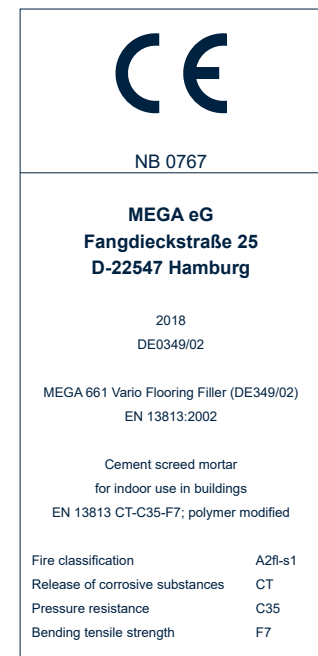 CE
NB 0767
MEGA eG
Fangdieckstraße 25
D-22547 Hamburg
2018
DE0349/02
MEGA 661 Vario Flooring Filler (DE349/02)
EN 13813:2002
Cement screed mortar
for indoor use in buildings
EN 13813 CT-C35-F7; polymer modified
Fire classification A2fl-s1
Release of corrosive substances CT
Pressure resistance C35
Bending tensile strength F7